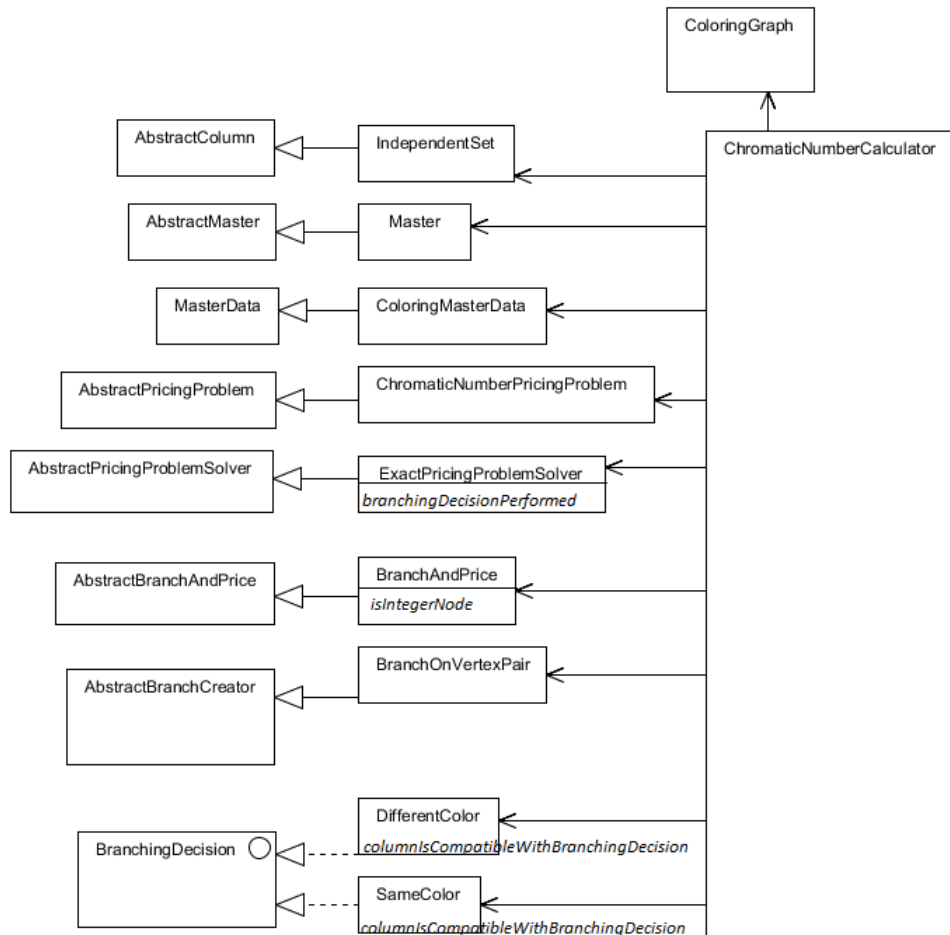 ColoringGraph
AbstractColumn
IndependentSet
ChromaticNumberCalculator
AbstractMaster
Master
MasterData
ColoringMasterData
AbstractPricingProblem
ChromaticNumberPricingProblem
AbstractPricingProblemSolver
ExactPricingProblemSolver
branchingDecisionPerformed
AbstractBranchAndPrice
BranchAndPrice
isIntegerNode
AbstractBranchCreator
BranchOnVertexPair
DifferentColor
columnIsCompatibleWithBranchingDecision
BranchingDecision
SameColor
columnIsCompatibleWithBranchingDecision